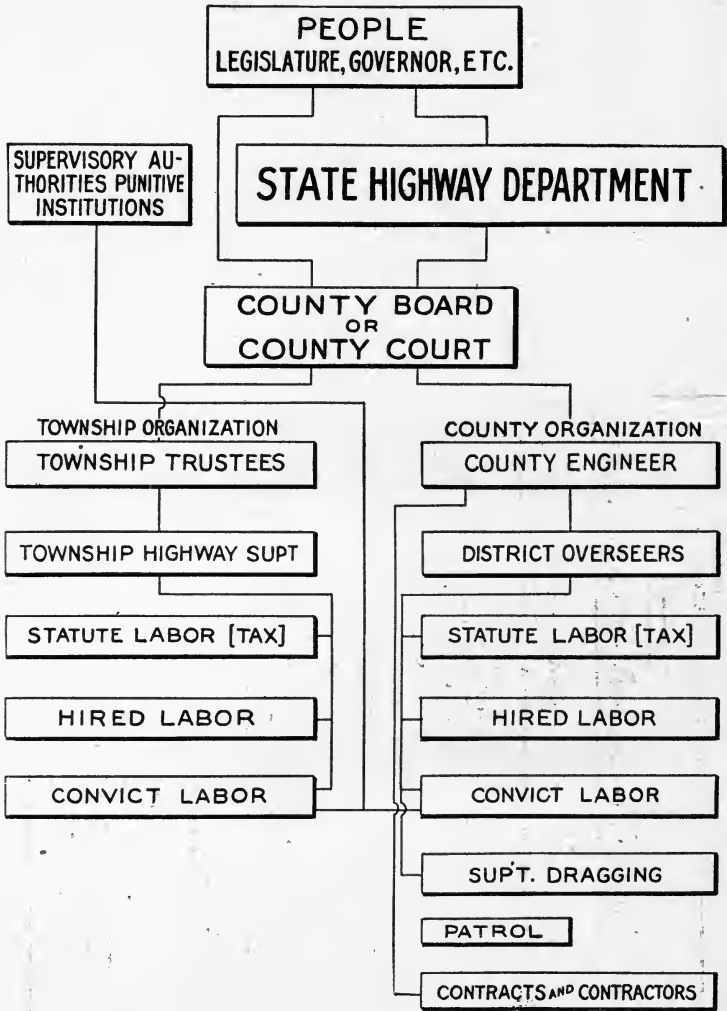 PEOPLE
LEGISLATURE, GOVERNOR, ETC.
SUPERVISORY AU-
THORITIES PUNITIVE
INSTITUTIONS
STATE HIGHWAY DEPARTMENT
COUNTY BOARD
OR
COUNTY COURT
TOWNSHIP ORGANIZATION
TOWNSHIP TRUSTEES
TOWNSHIP HIGHWAY SUPT
STATUTE LABOR [TAX]
HIRED LABOR
CONVICT LABOR
COUNTY ORGANIZATION
COUNTY ENGINEER
DISTRICT OVERSEERS
STATUTE LABOR [TAX]
HIRED LABOR
CONVICT LABOR
SUP'T. DRAGGING
PATROL
CONTRACTS AND CONTRACTORS